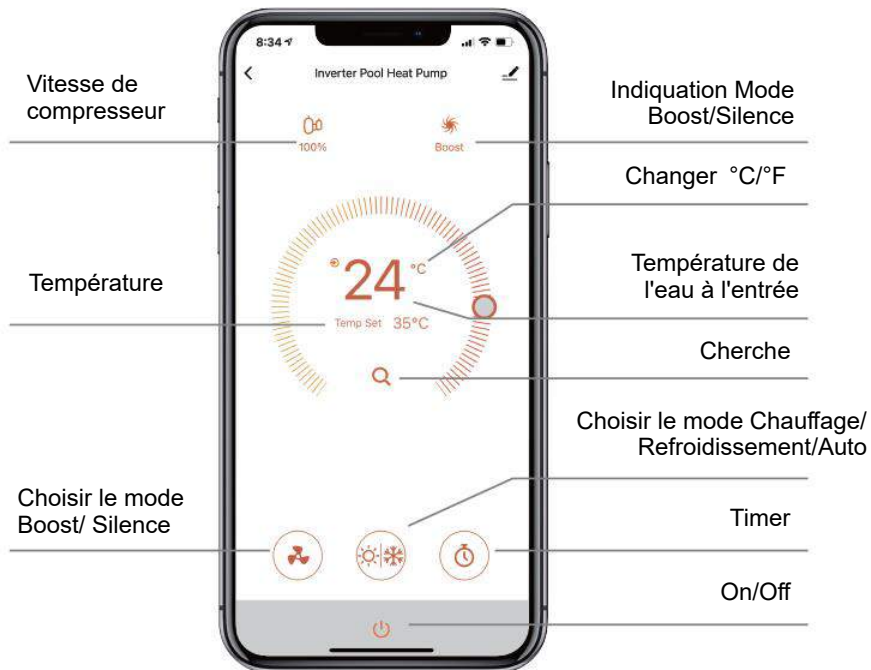 8:34
Inverter Pool Heat Pump
Vitesse de
compresseur
Indiquation Mode
Boost/Silence
100%
Boost
Changer °C/°F
24 °C
Température de
l'eau à l'entrée
Température
Temp Set 35°C
Cherche
Choisir le mode Chauffage/
Refroidissement/Auto
Choisir le mode
Boost/ Silence
Timer
On/Off